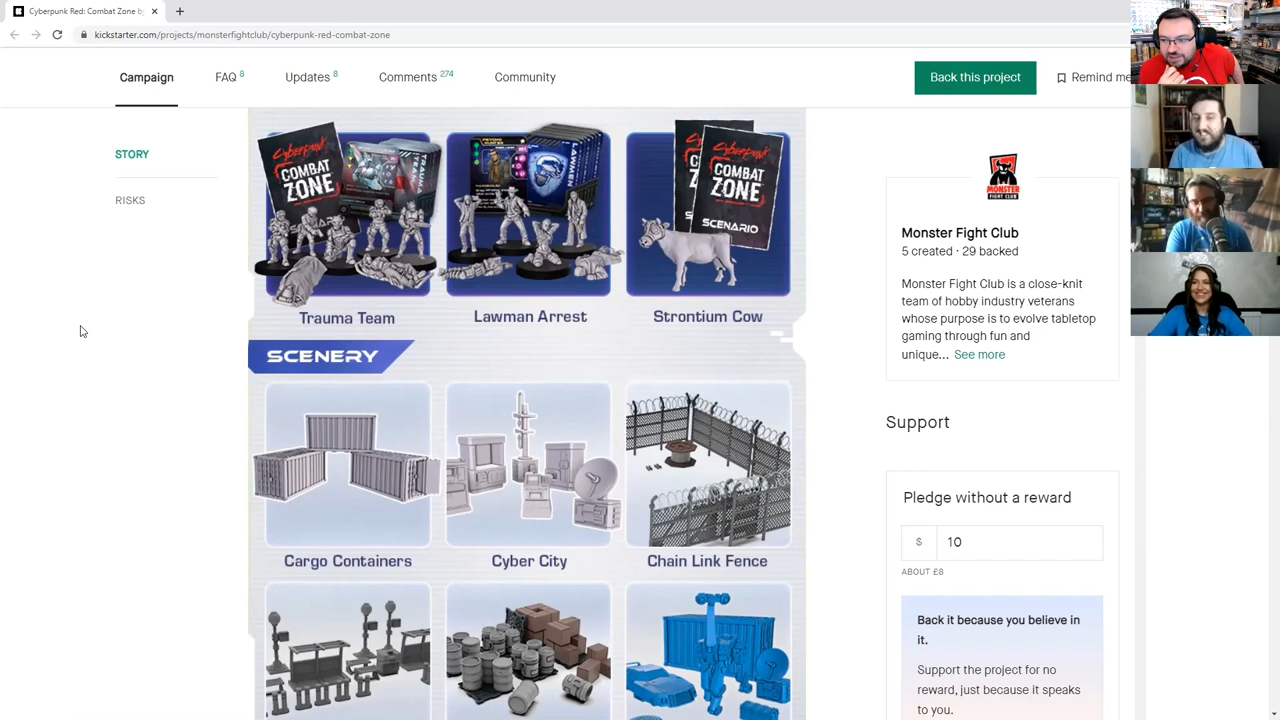 Cyberpunk Red: Combat Zone b
kickstarter.com/projects/monsterfightclub/cyberpunk-red-combat-zone
Campaign
FAQ 8
Updates 8
Comments 274
Community
Back this project
Remind me
STORY
RISKS
Cyberpunk
COMBAT
ZONE
TRAUMA
TEAM
LAWMAN
Cyberpunk
COMBAT
ZONE
SCENARIO
Trauma Team
Lawman Arrest
Strontium Cow
SCENERY
Cargo Containers
Cyber City
Chain Link Fence
MONSTER
FIGHT CLUB
Monster Fight Club
5 created · 29 backed
Monster Fight Club is a close-knit
team of hobby industry veterans
whose purpose is to evolve tabletop
gaming through fun and
unique... See more
Support
Pledge without a reward
$ 10
ABOUT £8
Back it because you believe in
it.
Support the project for no
reward, just because it speaks
to you.